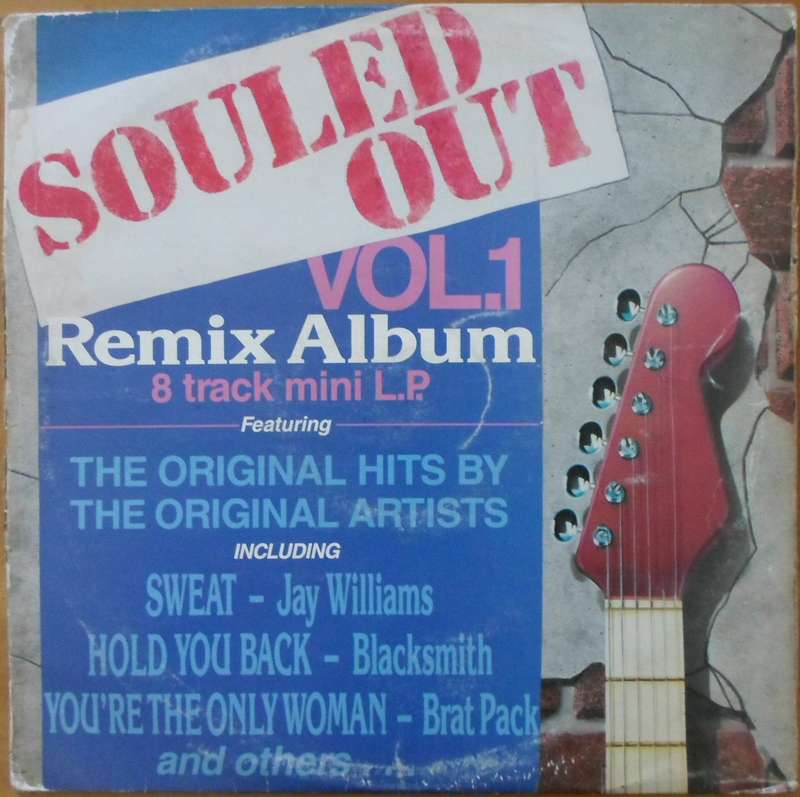 SOULED
OUT
VOL.1
Remix Album
8 track mini L.P.
Featuring
THE ORIGINAL HITS BY
THE ORIGINAL ARTISTS
INCLUDING
SWEAT – Jay Williams
HOLD YOU BACK – Blacksmith
YOU'RE THE ONLY WOMAN – Brat Pack
and others . . . .